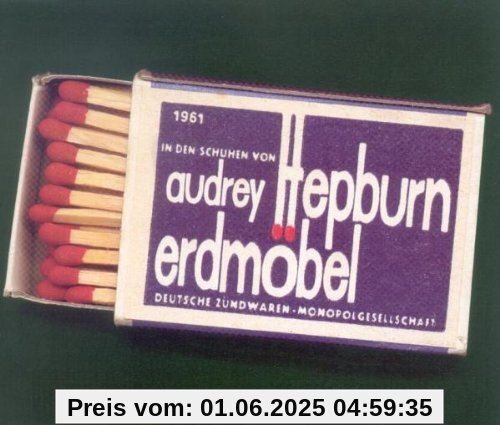 1961
IN DEN SCHUHEN VON
audrey Hepburn
erdmöbel
DEUTSCHE ZÜNDWAREN-MONOPOLGESELLSCHAFT
Preis vom: 01.06.2025 04:59:35